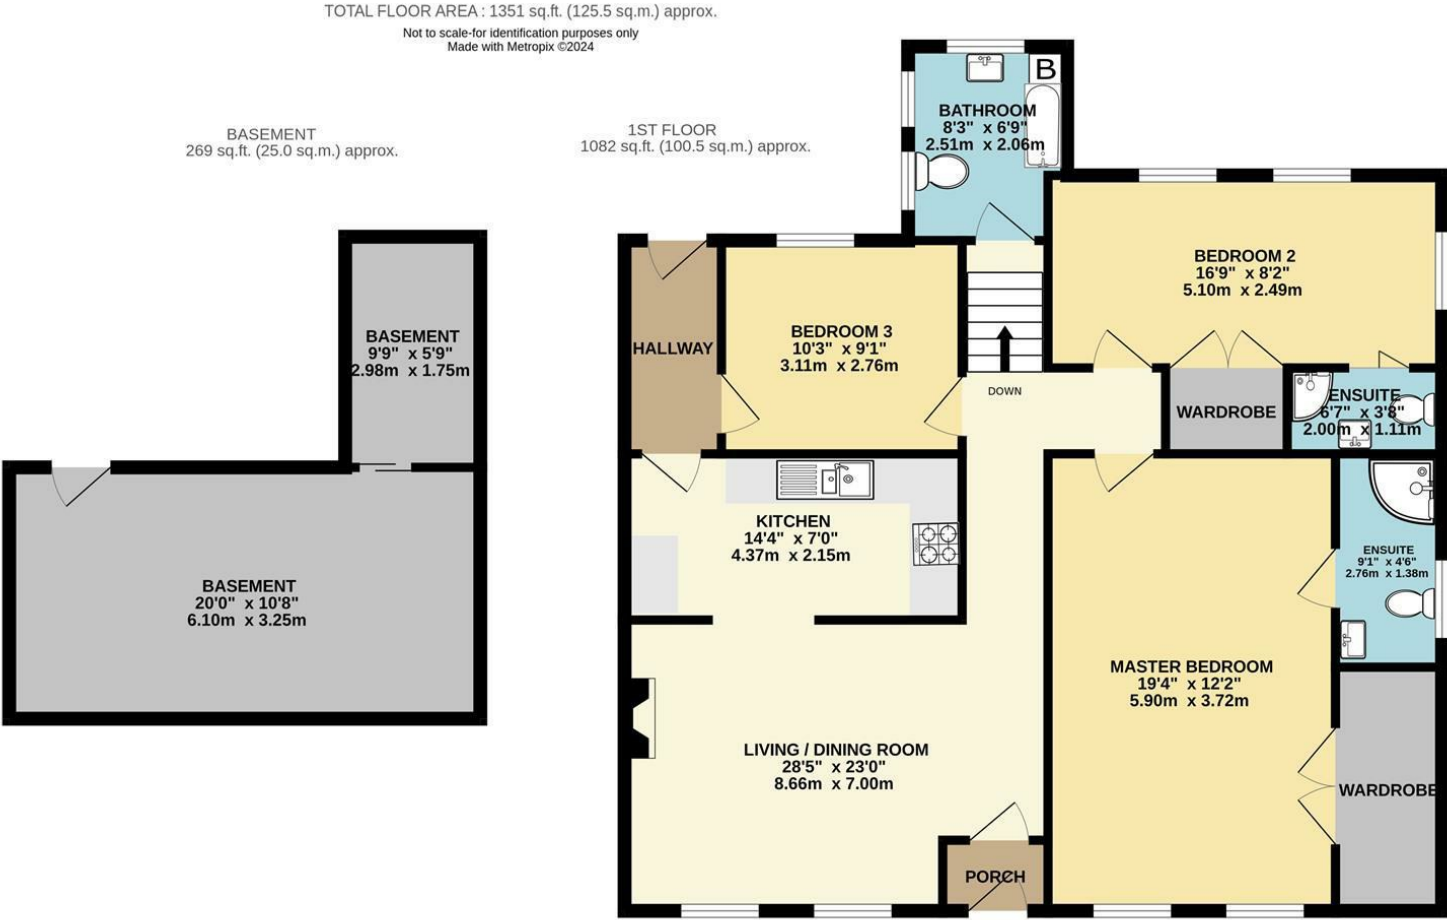 TOTAL FLOOR AREA : 1351 sq.ft. (125.5 sq.m.) approx.
Not to scale-for identification purposes only
Made with Metropix ©2024
BASEMENT
269 sq.ft. (25.0 sq.m.) approx.
1ST FLOOR
1082 sq.ft. (100.5 sq.m.) approx.
B
BATHROOM
8'3" x 6'9"
2.51m x 2.06m
BEDROOM 2
16'9" x 8'2"
5.10m x 2.49m
BASEMENT
9'9" x 5'9"
2.98m x 1.75m
HALLWAY
BEDROOM 3
10'3" x 9'1"
3.11m x 2.76m
DOWN
WARDROBE
ENSUITE
6'7" x 3'8"
2.00m x 1.11m
KITCHEN
14'4" x 7'0"
4.37m x 2.15m
ENSUITE
9'1" x 4'6"
2.76m x 1.38m
BASEMENT
20'0" x 10'8"
6.10m x 3.25m
MASTER BEDROOM
19'4" x 12'2"
5.90m x 3.72m
LIVING / DINING ROOM
28'5" x 23'0"
8.66m x 7.00m
WARDROBE
PORCH